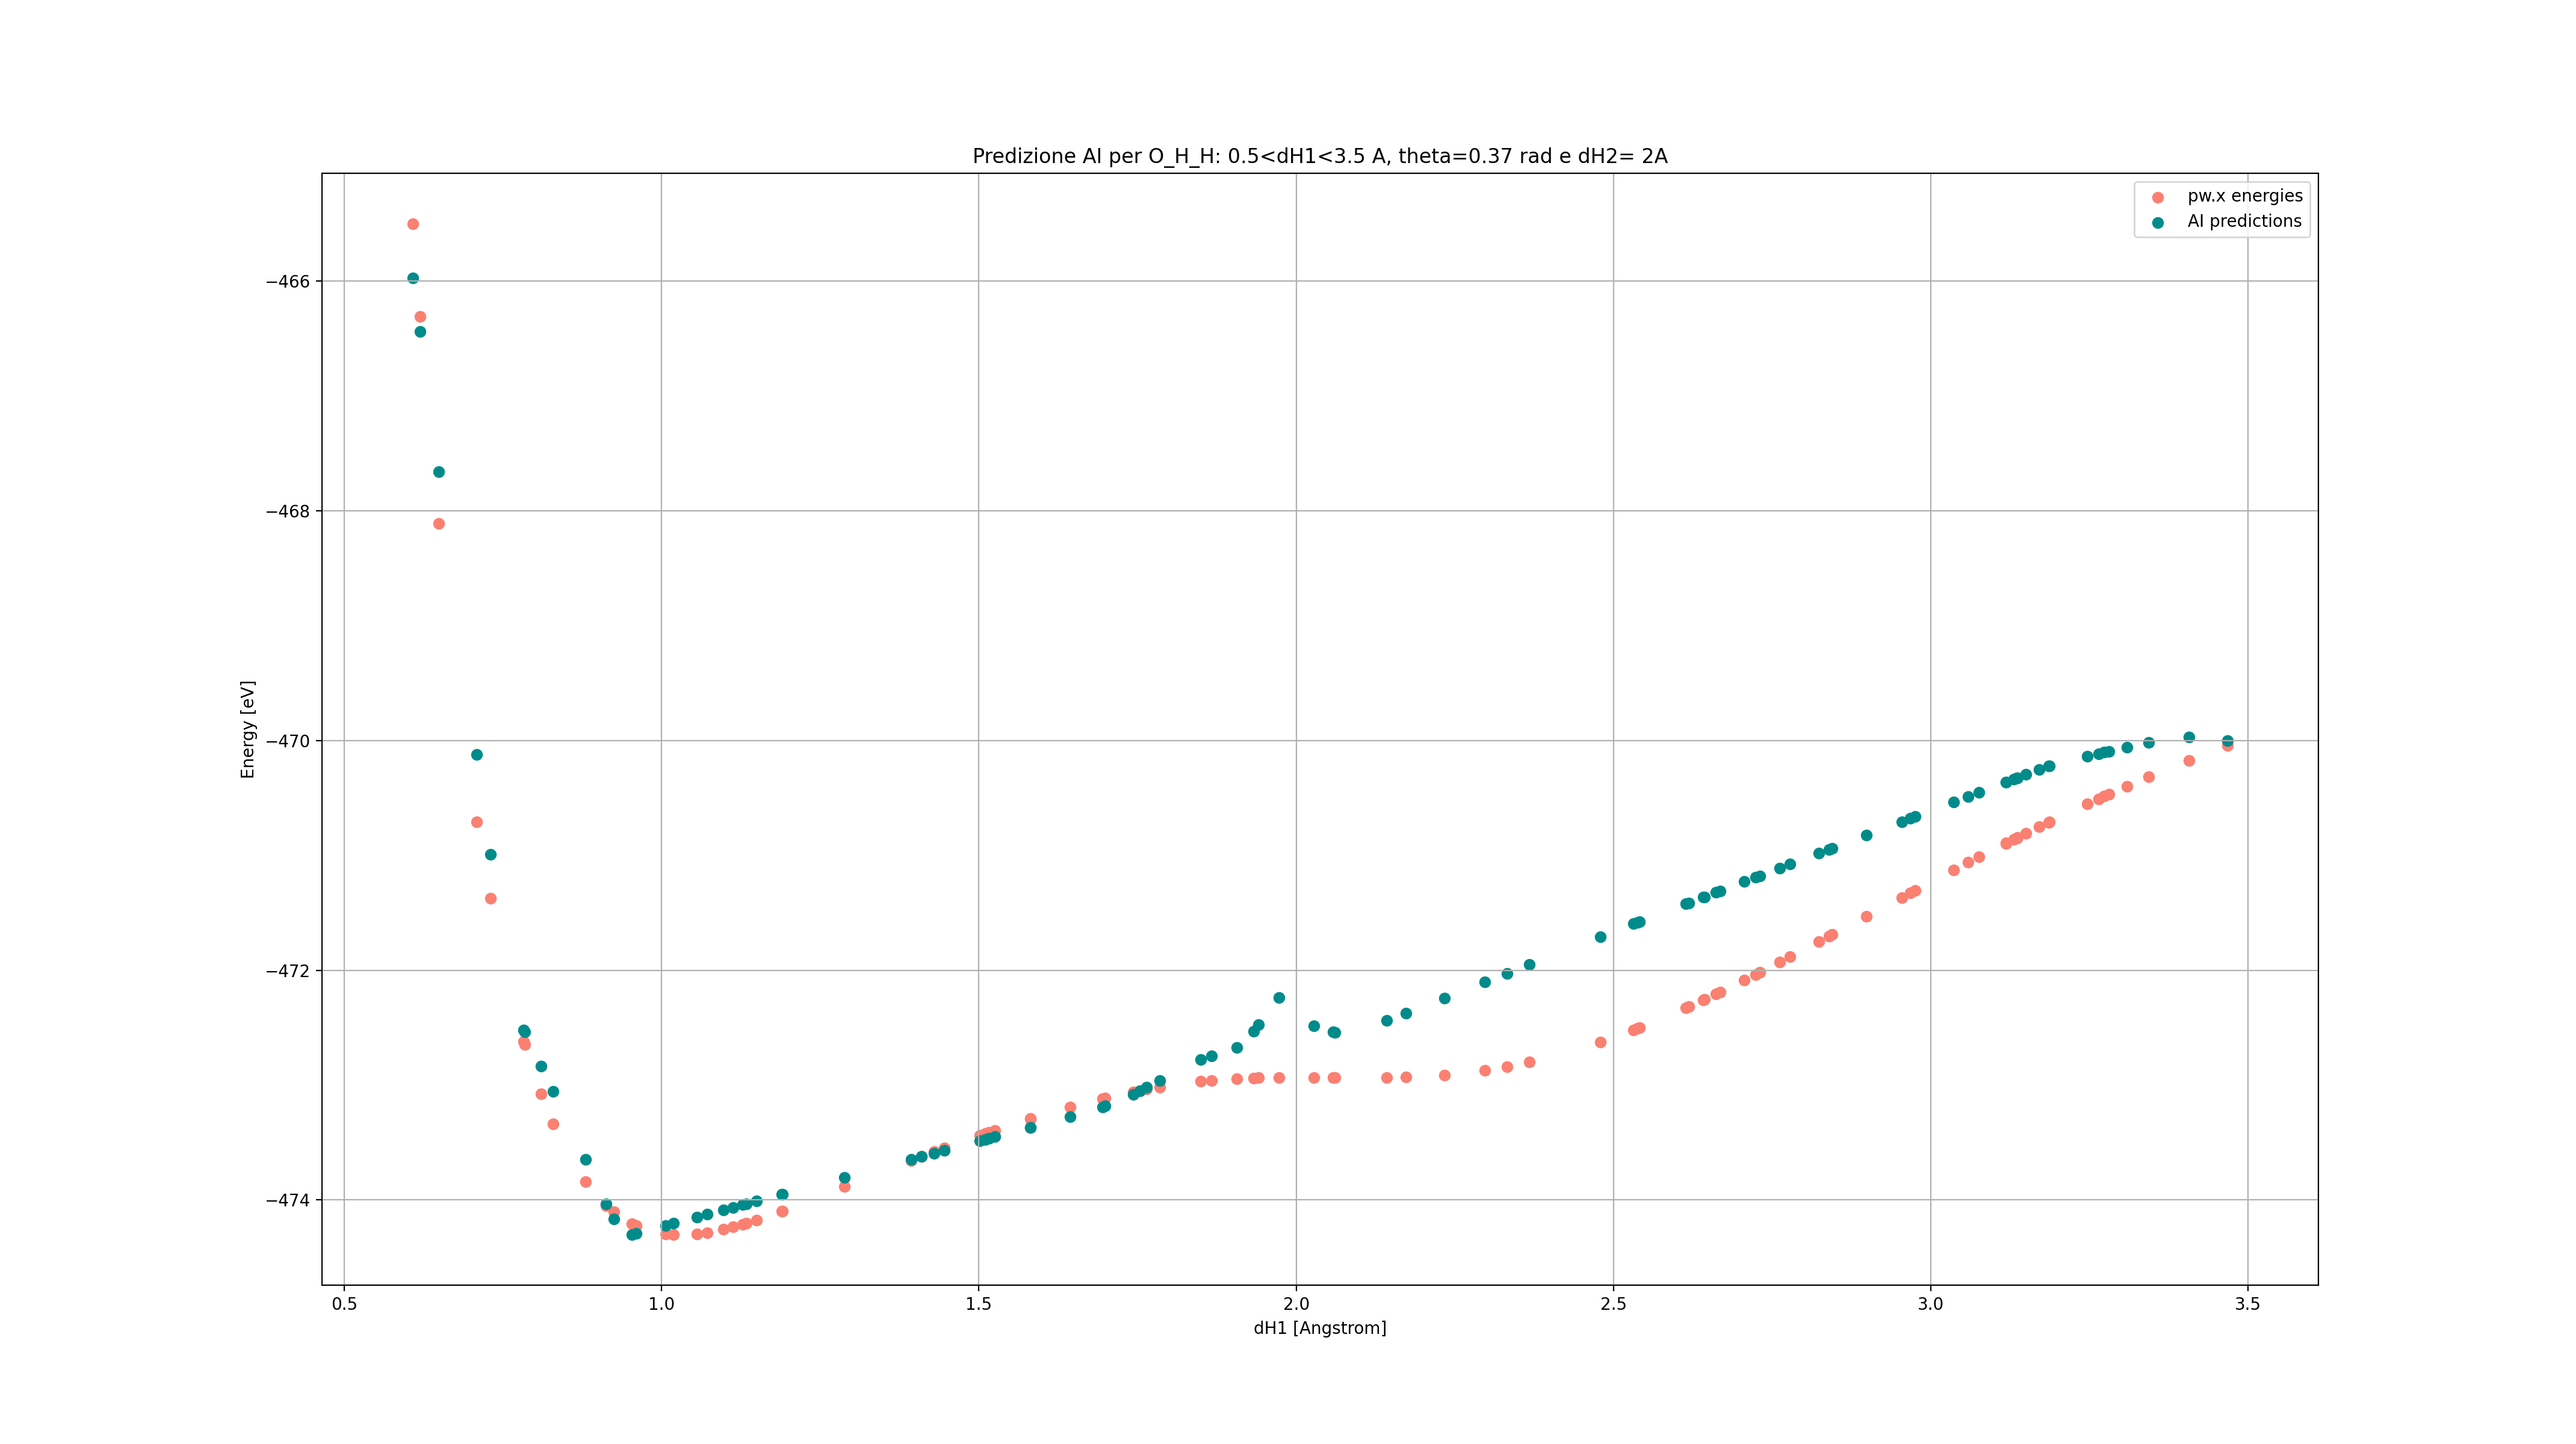 Predizione AI per O_H_H: 0.5<dH1<3.5 A, theta=0.37 rad e dH2= 2A
pw.x energies
AI predictions
−466
−468
−470
−472
−474
Energy [eV]
0.5 1.0 1.5 2.0 2.5 3.0 3.5
dH1 [Angstrom]